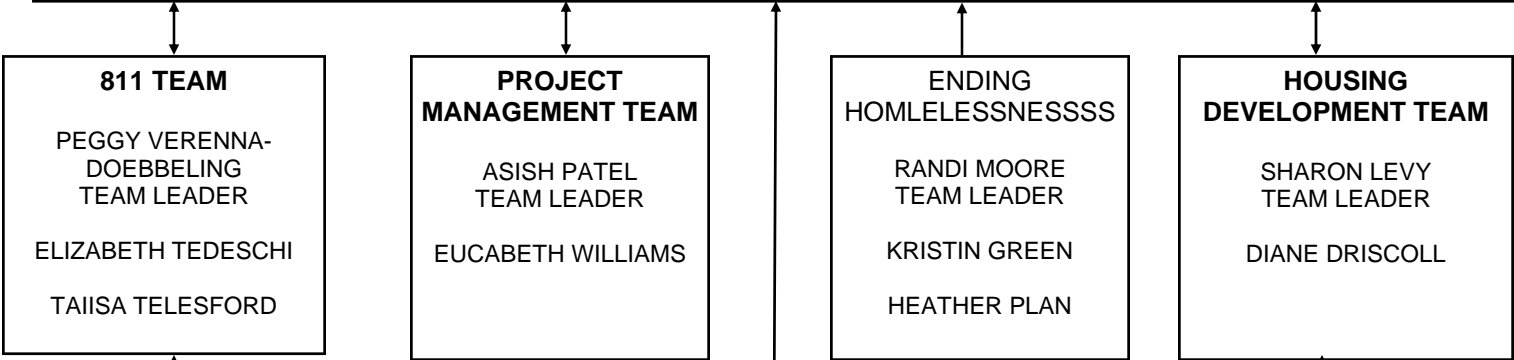 811 TEAM
PEGGY VERENNA-
DOEBBELING
TEAM LEADER
ELIZABETH TEDESCHI
TAIISA TELESFORD
PROJECT
MANAGEMENT TEAM
ASISH PATEL
TEAM LEADER
EUCABETH WILLIAMS
ENDING
HOMLELESSNESSSS
RANDI MOORE
TEAM LEADER
KRISTIN GREEN
HEATHER PLAN
HOUSING
DEVELOPMENT TEAM
SHARON LEVY
TEAM LEADER
DIANE DRISCOLL